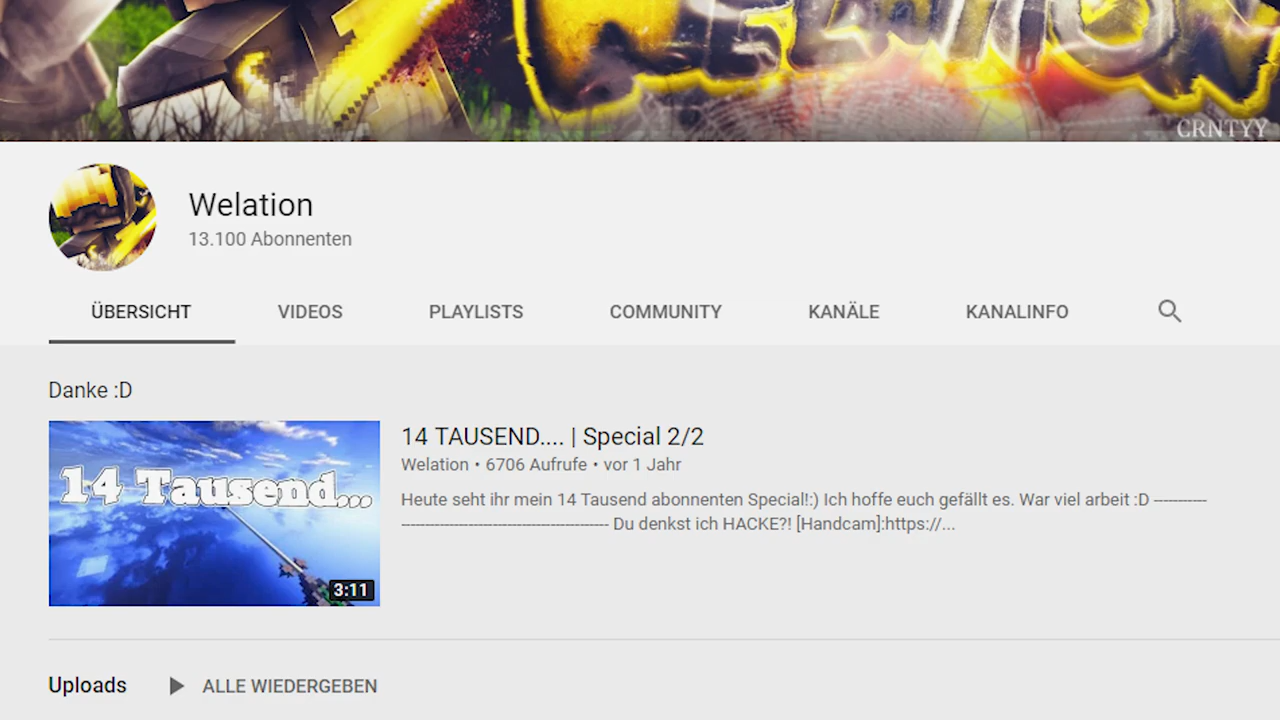 WELATION
CRNTYY
Welation
13.100 Abonnenten
ÜBERSICHT VIDEOS PLAYLISTS COMMUNITY KANÄLE KANALINFO
Danke :D
14 Tausend...
3:11
14 TAUSEND.... | Special 2/2
Welation • 6706 Aufrufe • vor 1 Jahr
Heute seht ihr mein 14 Tausend abonnenten Special!:) Ich hoffe euch gefällt es. War viel arbeit :D -----------
------------------------------------------- Du denkst ich HACKE?! [Handcam]:https://...
Uploads ALLE WIEDERGEBEN